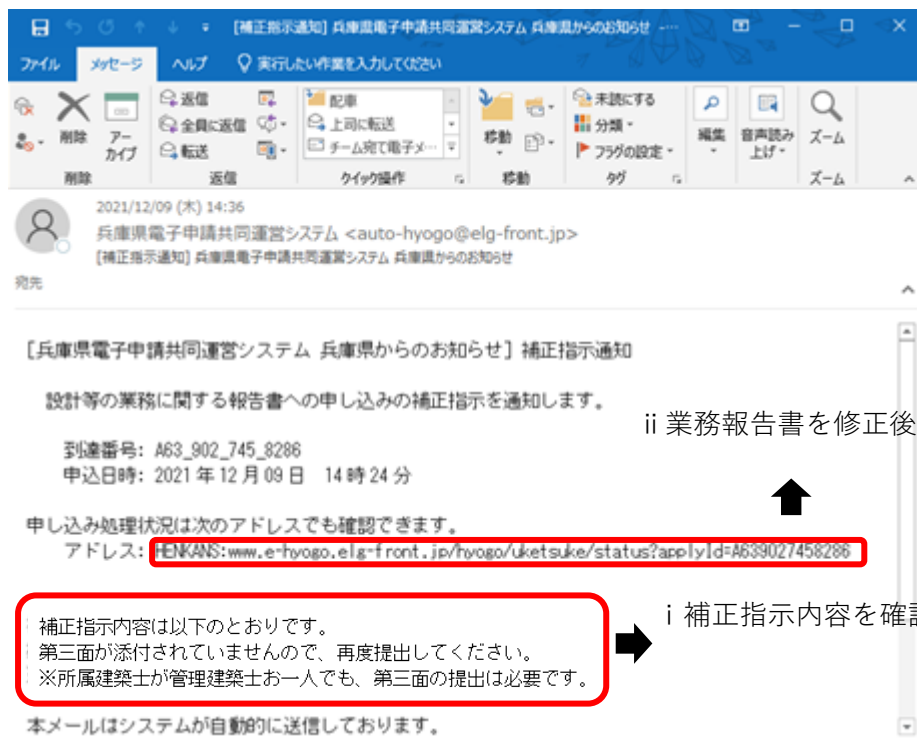 [補正指示通知] 兵庫県電子申請共同運営システム 兵庫県からのお知らせ -...
ファイル メッセージ ヘルプ 実行したい作業を入力してください
削除 アーカイブ 返信 全員に返信 転送 配車 上司に転送 チーム宛て電子メ… 移動 未読にする 分類 フラグの設定 編集 音声読み上げ ズーム
削除 返信 クイック操作 移動 タグ ズーム
2021/12/09 (木) 14:36
兵庫県電子申請共同運営システム <auto-hyogo@elg-front.jp>
[補正指示通知] 兵庫県電子申請共同運営システム 兵庫県からのお知らせ
宛先
[兵庫県電子申請共同運営システム 兵庫県からのお知らせ] 補正指示通知
設計等の業務に関する報告書への申し込みの補正指示を通知します。
ⅱ 業務報告書を修正後
到達番号: A63_902_745_8286
申込日時: 2021 年 12 月 09 日 14 時 24 分
申し込み処理状況は次のアドレスでも確認できます。
アドレス: HENKANS:www.e-hyogo.elg-front.jp/hyogo/uketsuke/status?applyId=A639027458286
ⅰ 補正指示内容を確認
補正指示内容は以下のとおりです。
第三面が添付されていませんので、再度提出してください。
※所属建築士が管理建築士お一人でも、第三面の提出は必要です。
本メールはシステムが自動的に送信しております。